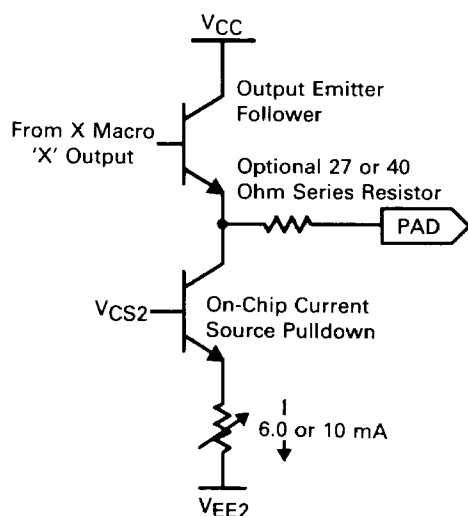 VCC
Output Emitter
Follower
From X Macro
'X' Output
Optional 27 or 40
Ohm Series Resistor
PAD
VCS2
On-Chip Current
Source Pulldown
I
6.0 or 10 mA
VEE2